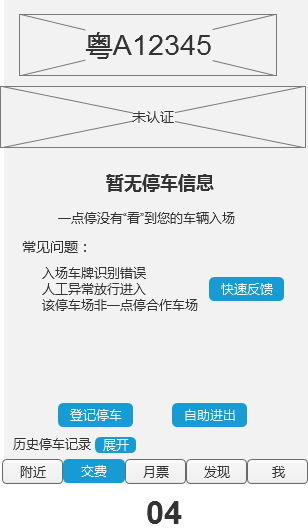 粤A12345
未认证
暂无停车信息
一点停没有“看”到您的车辆入场
常见问题：
入场车牌识别错误
人工异常放行进入
该停车场非一点停合作车场
快速反馈
登记停车 自助进出
历史停车记录 展开
附近 交费 月票 发现 我
04